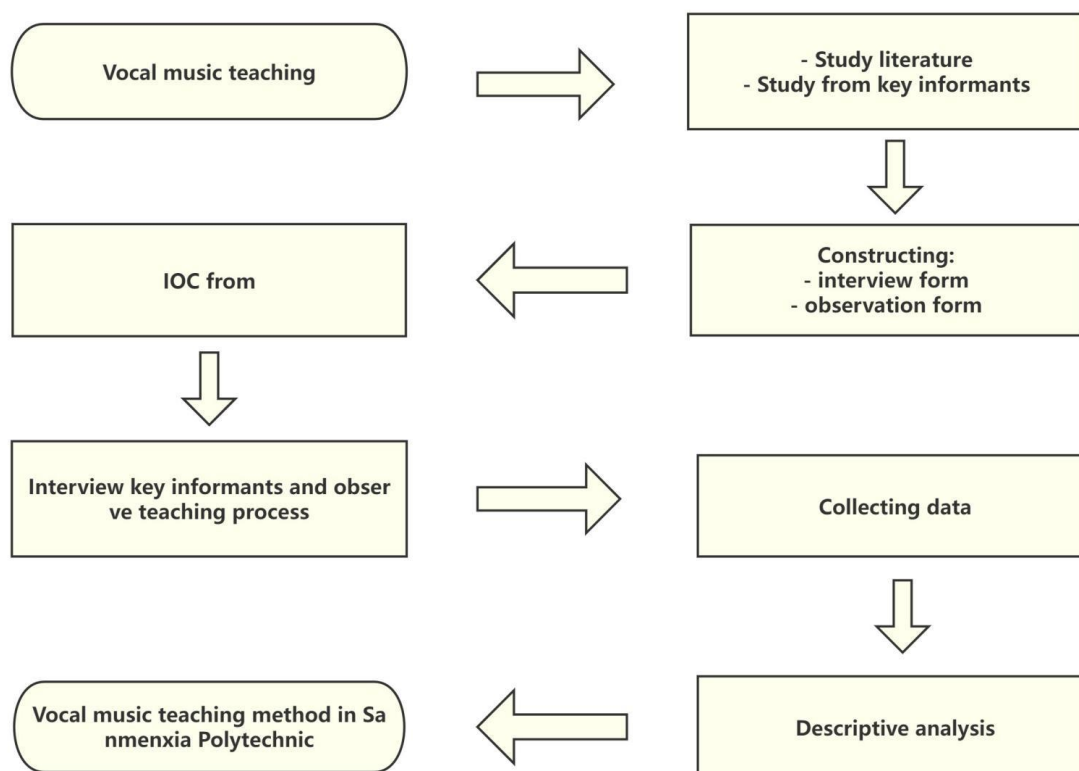 Vocal music teaching
- Study literature
- Study from key informants
Constructing:
- interview form
- observation form
IOC from
Interview key informants and obser
ve teaching process
Collecting data
Descriptive analysis
Vocal music teaching method in Sa
nmenxia Polytechnic